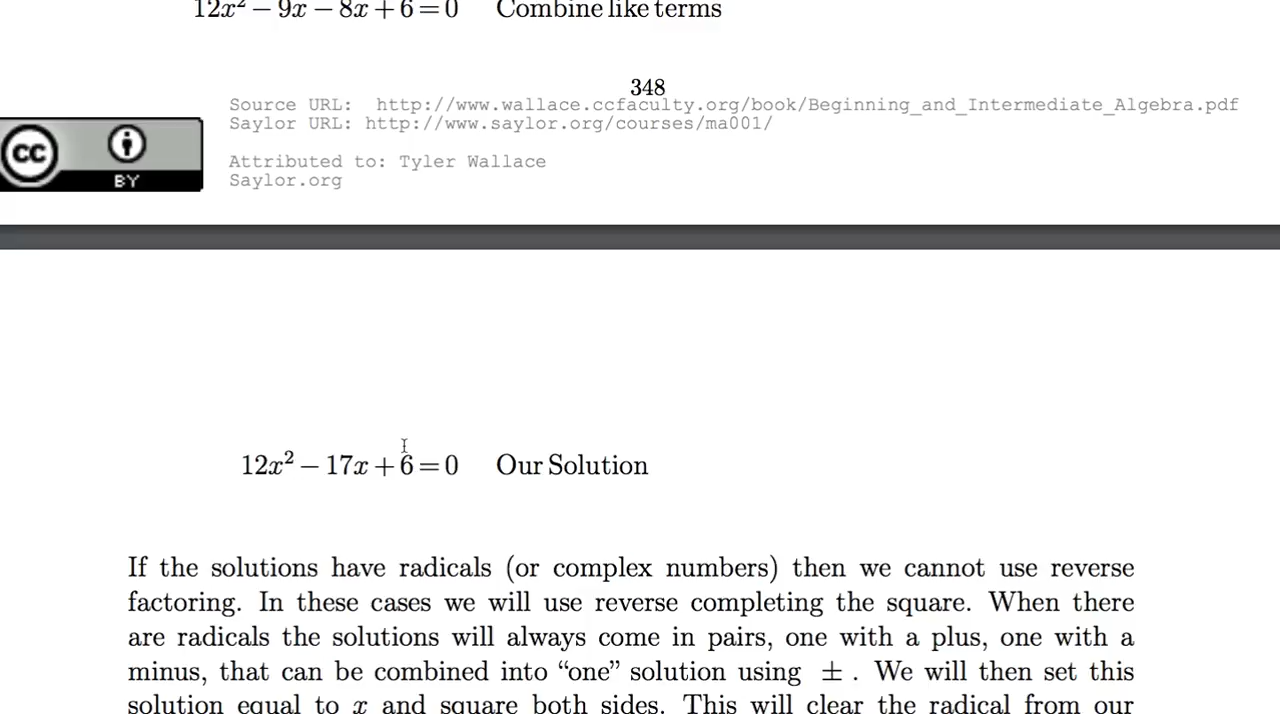 12x² − 9x − 8x + 6 = 0 Combine like terms
348
Source URL: http://www.wallace.ccfaculty.org/book/Beginning_and_Intermediate_Algebra.pdf
Saylor URL: http://www.saylor.org/courses/ma001/
cc
BY
Attributed to: Tyler Wallace
Saylor.org
12x² − 17x + 6 = 0 Our Solution
If the solutions have radicals (or complex numbers) then we cannot use reverse
factoring. In these cases we will use reverse completing the square. When there
are radicals the solutions will always come in pairs, one with a plus, one with a
minus, that can be combined into “one” solution using ± . We will then set this
solution equal to x and square both sides. This will clear the radical from our